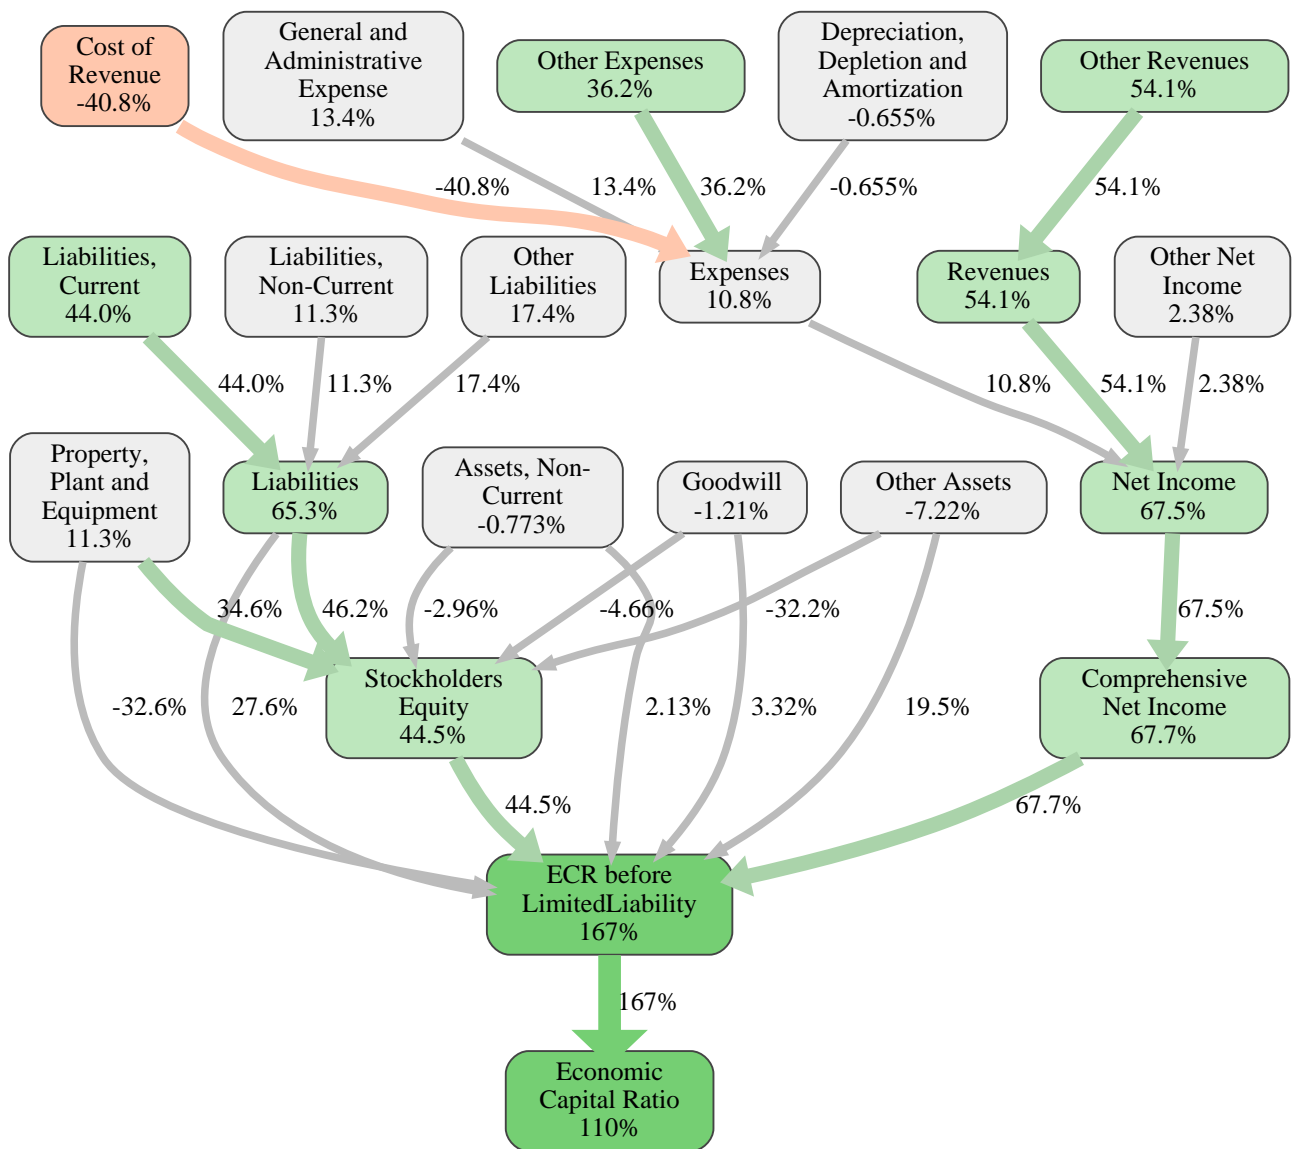 Cost of
Revenue
-40.8%
General and
Administrative
Expense
13.4%
Other Expenses
36.2%
Depreciation,
Depletion and
Amortization
-0.655%
Other Revenues
54.1%
-40.8%
13.4%
36.2%
-0.655%
54.1%
Liabilities,
Current
44.0%
Liabilities,
Non-Current
11.3%
Other
Liabilities
17.4%
Expenses
10.8%
Revenues
54.1%
Other Net
Income
2.38%
44.0%
11.3%
17.4%
10.8%
54.1%
2.38%
Property,
Plant and
Equipment
11.3%
Liabilities
65.3%
Assets, Non-
Current
-0.773%
Goodwill
-1.21%
Other Assets
-7.22%
Net Income
67.5%
34.6%
46.2%
-2.96%
-4.66%
-32.2%
67.5%
-32.6%
27.6%
Stockholders
Equity
44.5%
2.13%
3.32%
19.5%
Comprehensive
Net Income
67.7%
44.5%
67.7%
ECR before
LimitedLiability
167%
167%
Economic
Capital Ratio
110%